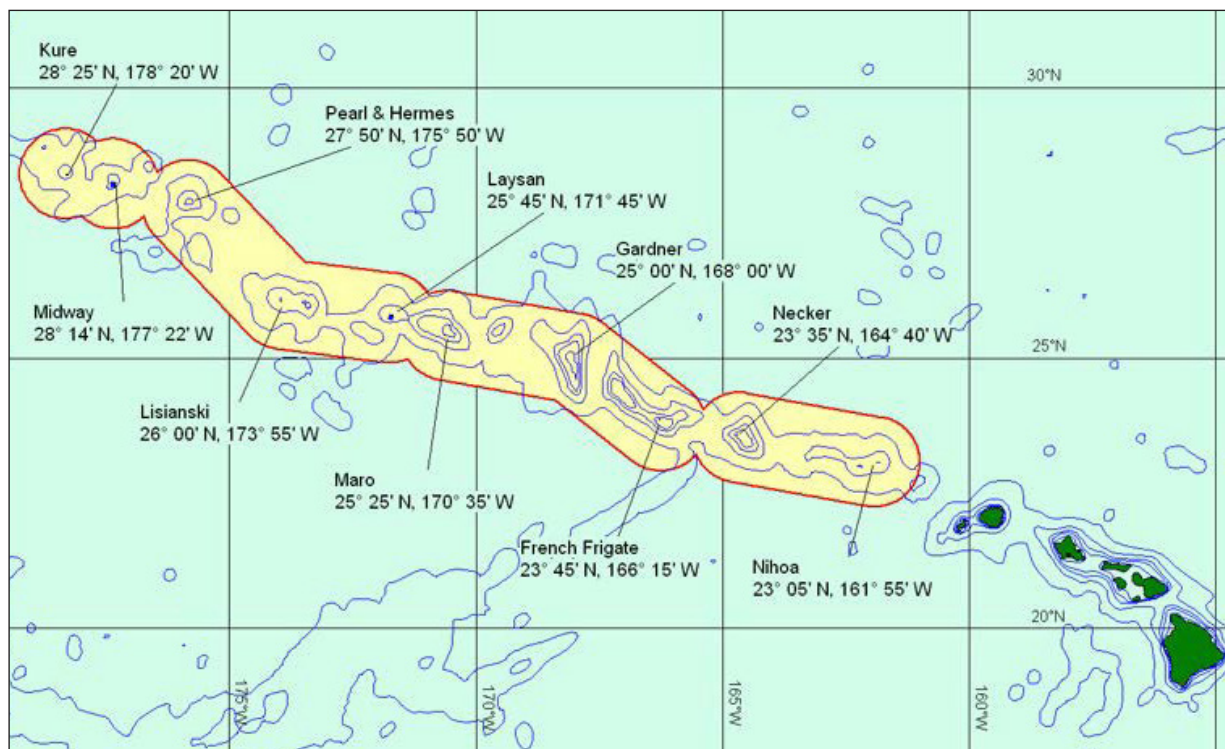 Kure
28° 25' N, 178° 20' W
30°N
Pearl & Hermes
27° 50' N, 175° 50' W
Laysan
25° 45' N, 171° 45' W
Gardner
25° 00' N, 168° 00' W
Midway
28° 14' N, 177° 22' W
Necker
23° 35' N, 164° 40' W
25°N
Lisianski
26° 00' N, 173° 55' W
Maro
25° 25' N, 170° 35' W
French Frigate
23° 45' N, 166° 15' W
Nihoa
23° 05' N, 161° 55' W
20°N
175°W
170°W
165°W
160°W